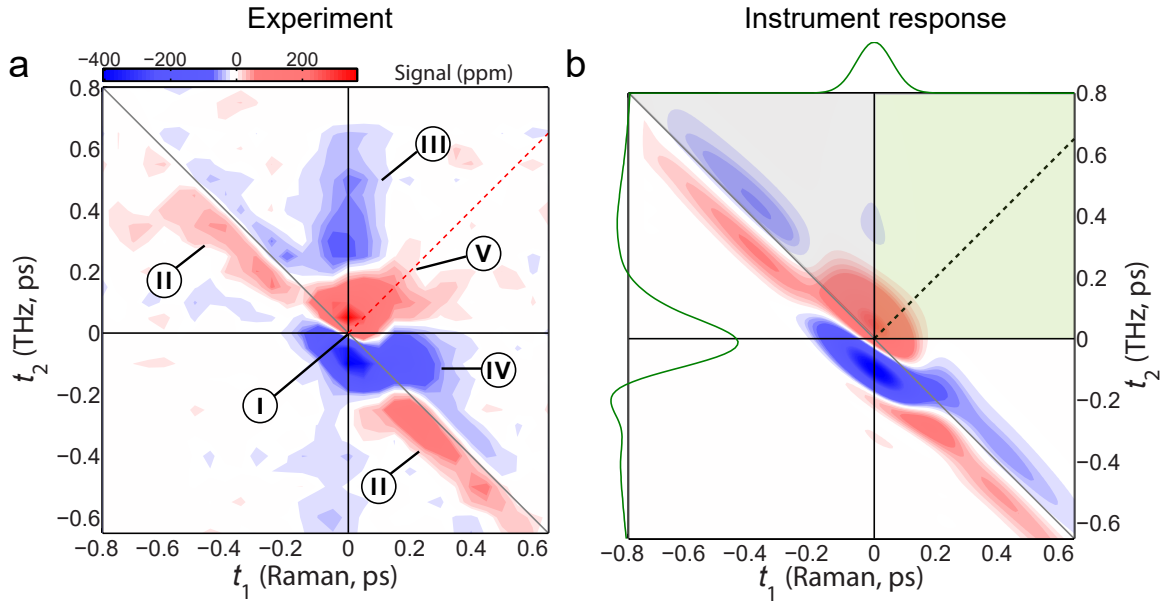 Experiment
Instrument response
a
−400 −200 0 200 Signal (ppm)
b
0.8
0.6
0.4
0.2
0
−0.2
−0.4
−0.6
t2 (THz, ps)
III
V
II
IV
I
II
−0.8 −0.6 −0.4 −0.2 0 0.2 0.4 0.6
t1 (Raman, ps)
0.8
0.6
0.4
0.2
0
−0.2
−0.4
−0.6
t2 (THz, ps)
−0.8 −0.6 −0.4 −0.2 0 0.2 0.4 0.6
t1 (Raman, ps)